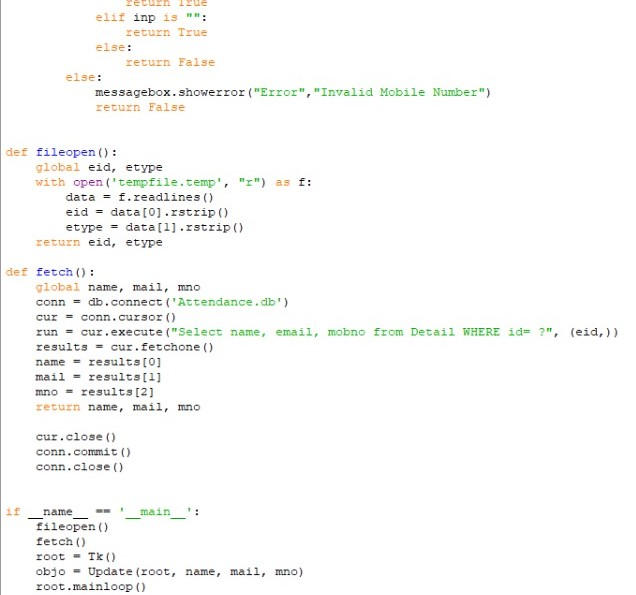 return True
elif inp is "":
return True
else:
return False
else:
messagebox.showerror("Error","Invalid Mobile Number")
return False
def fileopen():
global eid, etype
with open('tempfile.temp', "r") as f:
data = f.readlines()
eid = data[0].rstrip()
etype = data[1].rstrip()
return eid, etype
def fetch():
global name, mail, mno
conn = db.connect('Attendance.db')
cur = conn.cursor()
run = cur.execute("Select name, email, mobno from Detail WHERE id= ?", (eid,))
results = cur.fetchone()
name = results[0]
mail = results[1]
mno = results[2]
return name, mail, mno
cur.close()
conn.commit()
conn.close()
if __name__ == '__main__':
fileopen()
fetch()
root = Tk()
objo = Update(root, name, mail, mno)
root.mainloop()